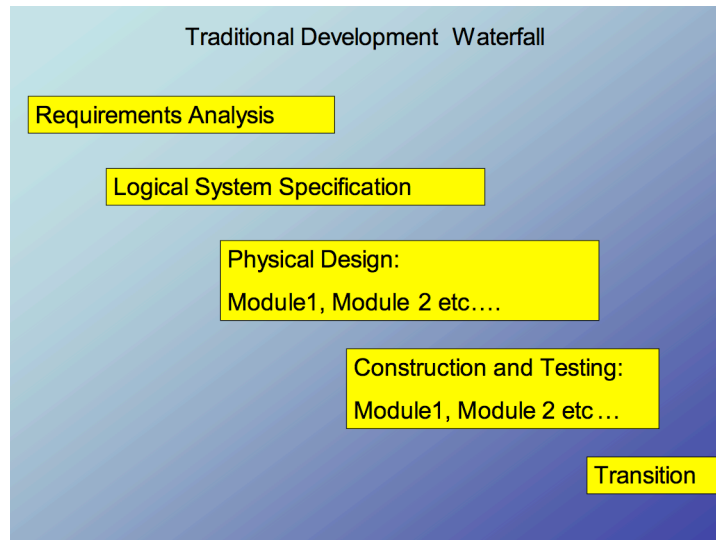 Traditional Development Waterfall
Requirements Analysis
Logical System Specification
Physical Design:
Module1, Module 2 etc….
Construction and Testing:
Module1, Module 2 etc…
Transition